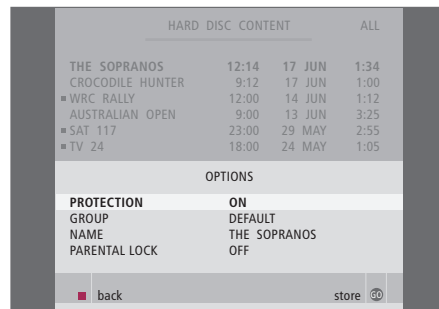 HARD DISC CONTENT ALL
THE SOPRANOS 12:14 17 JUN 1:34
CROCODILE HUNTER 9:12 17 JUN 1:00
WRC RALLY 12:00 14 JUN 1:12
AUSTRALIAN OPEN 9:00 13 JUN 3:25
SAT 117 23:00 29 MAY 2:55
TV 24 18:00 24 MAY 1:05
OPTIONS
PROTECTION ON
GROUP DEFAULT
NAME THE SOPRANOS
PARENTAL LOCK OFF
back store GO